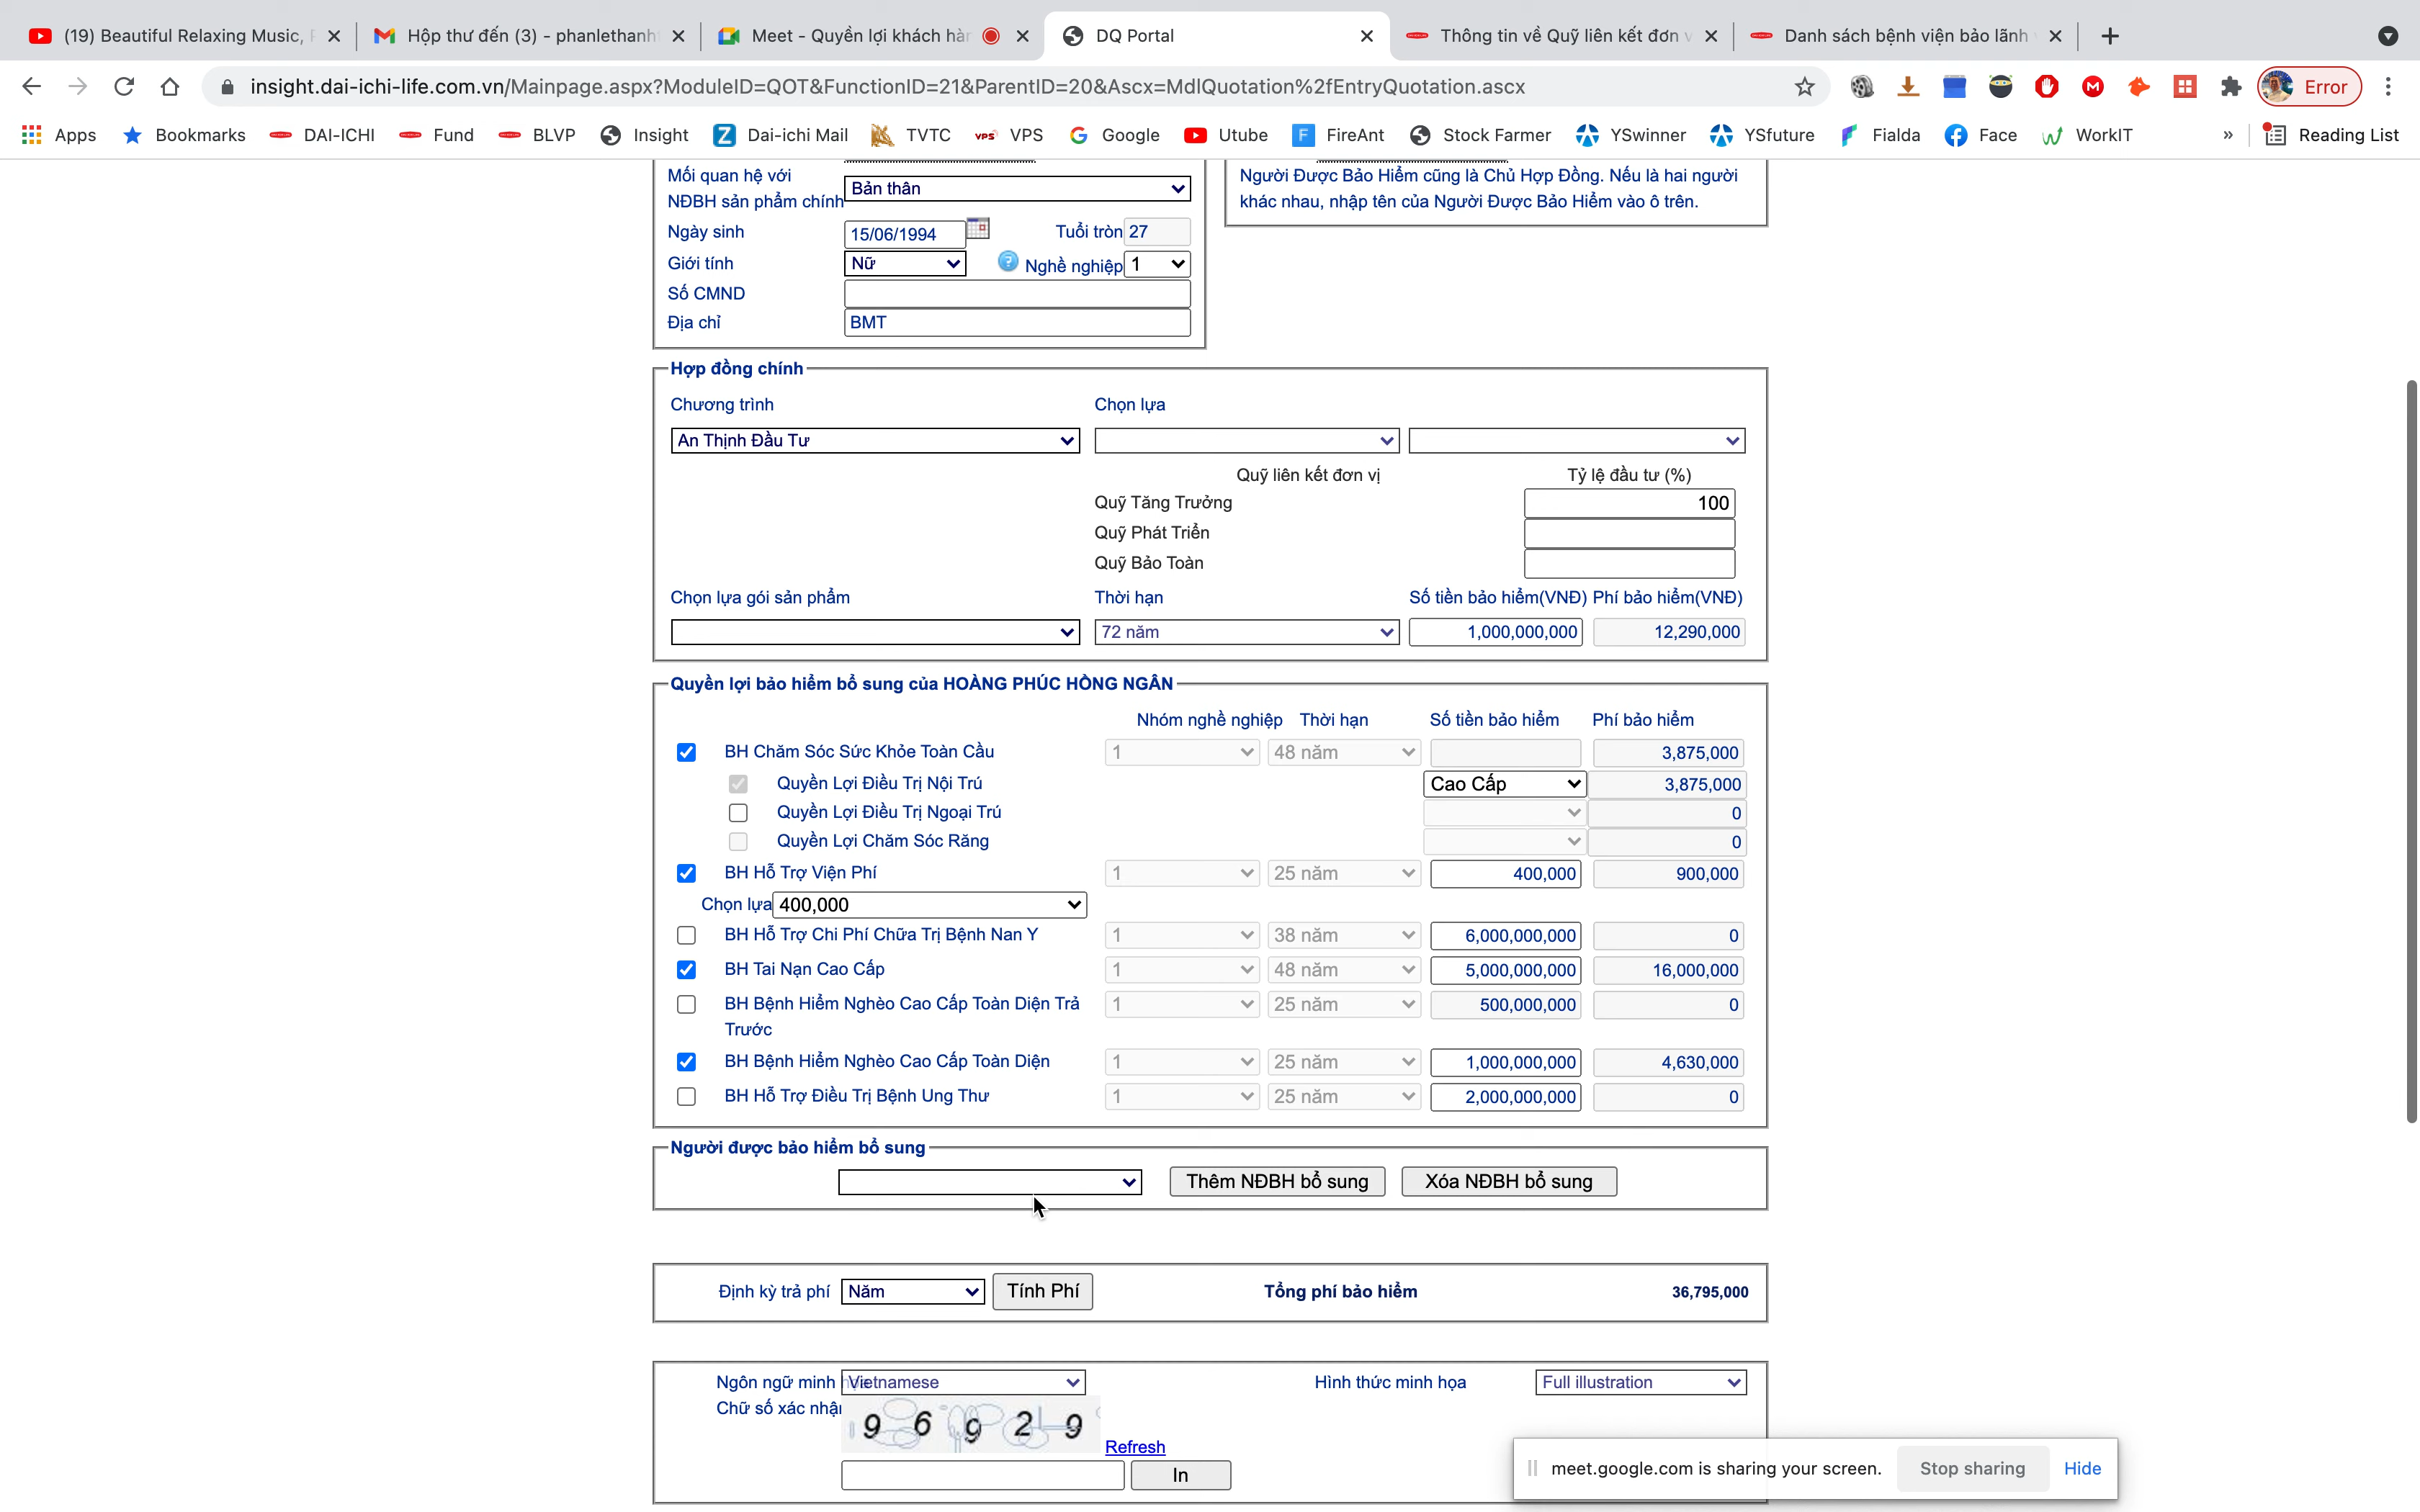 (19) Beautiful Relaxing Music,
Hộp thư đến (3) - phanlethanh
Meet - Quyền lợi khách hàn
DQ Portal
Thông tin về Quỹ liên kết đơn v
Danh sách bệnh viện bảo lãnh
insight.dai-ichi-life.com.vn/Mainpage.aspx?ModuleID=QOT&FunctionID=21&ParentID=20&Ascx=MdlQuotation%2fEntryQuotation.ascx
Error
Apps Bookmarks DAI-ICHI Fund BLVP Insight Dai-ichi Mail TVTC VPS VPS Google Utube FireAnt Stock Farmer YSwinner YSfuture Fialda Face WorkIT » Reading List
Mối quan hệ với
NĐBH sản phẩm chính Bản thân
Người Được Bảo Hiểm cũng là Chủ Hợp Đồng. Nếu là hai người
khác nhau, nhập tên của Người Được Bảo Hiểm vào ô trên.
Ngày sinh 15/06/1994 Tuổi tròn 27
Giới tính Nữ Nghề nghiệp 1
Số CMND
Địa chỉ BMT
Hợp đồng chính
Chương trình Chọn lựa
An Thịnh Đầu Tư
Quỹ liên kết đơn vị Tỷ lệ đầu tư (%)
Quỹ Tăng Trưởng 100
Quỹ Phát Triển
Quỹ Bảo Toàn
Chọn lựa gói sản phẩm Thời hạn Số tiền bảo hiểm(VNĐ) Phí bảo hiểm(VNĐ)
72 năm 1,000,000,000 12,290,000
Quyền lợi bảo hiểm bổ sung của HOÀNG PHÚC HỒNG NGÂN
Nhóm nghề nghiệp Thời hạn Số tiền bảo hiểm Phí bảo hiểm
BH Chăm Sóc Sức Khỏe Toàn Cầu 1 48 năm 3,875,000
Quyền Lợi Điều Trị Nội Trú Cao Cấp 3,875,000
Quyền Lợi Điều Trị Ngoại Trú 0
Quyền Lợi Chăm Sóc Răng 0
BH Hỗ Trợ Viện Phí 1 25 năm 400,000 900,000
Chọn lựa 400,000
BH Hỗ Trợ Chi Phí Chữa Trị Bệnh Nan Y 1 38 năm 6,000,000,000 0
BH Tai Nạn Cao Cấp 1 48 năm 5,000,000,000 16,000,000
BH Bệnh Hiểm Nghèo Cao Cấp Toàn Diện Trả
Trước 1 25 năm 500,000,000 0
BH Bệnh Hiểm Nghèo Cao Cấp Toàn Diện 1 25 năm 1,000,000,000 4,630,000
BH Hỗ Trợ Điều Trị Bệnh Ung Thư 1 25 năm 2,000,000,000 0
Người được bảo hiểm bổ sung
Thêm NĐBH bổ sung Xóa NĐBH bổ sung
Định kỳ trả phí Năm Tính Phí Tổng phí bảo hiểm 36,795,000
Ngôn ngữ minh Vietnamese Hình thức minh họa Full illustration
Chữ số xác nhận
9 6 9 2 9
Refresh
In
meet.google.com is sharing your screen. Stop sharing Hide